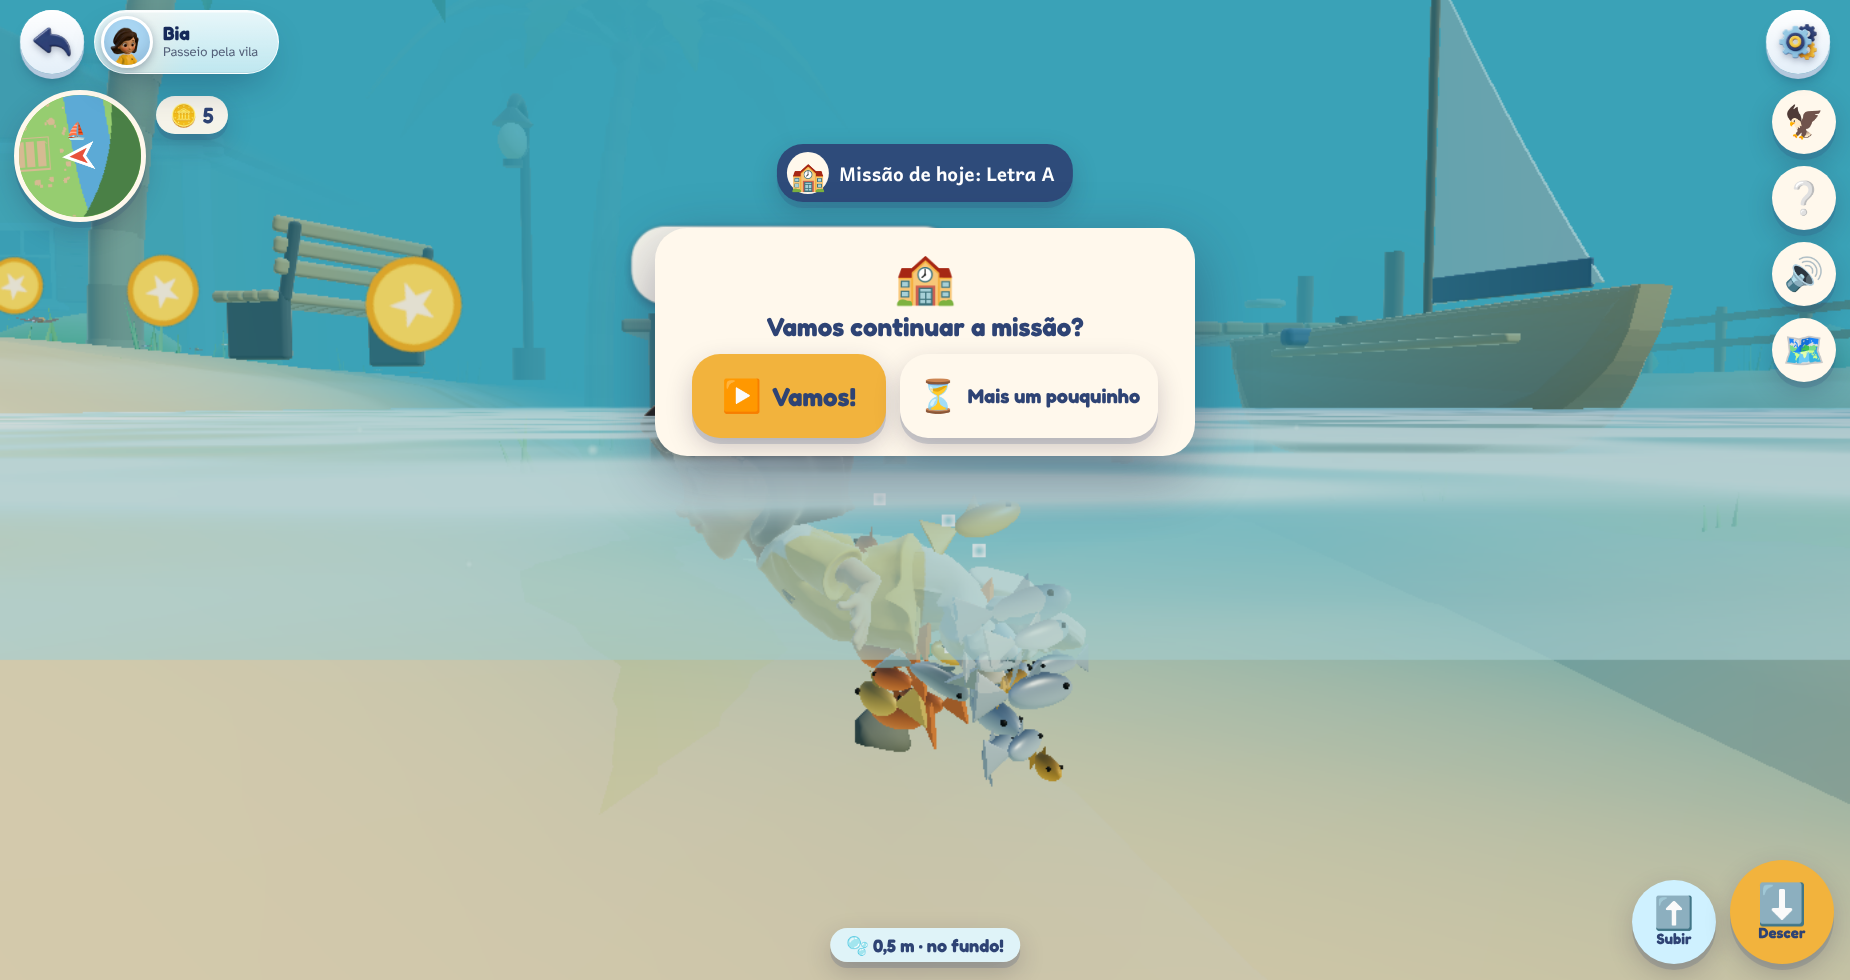 Bia
Passeio pela vila
5
Missão de hoje: Letra A
Vamos continuar a missão?
Vamos!
Mais um pouquinho
Subir
Descer
0,5 m · no fundo!